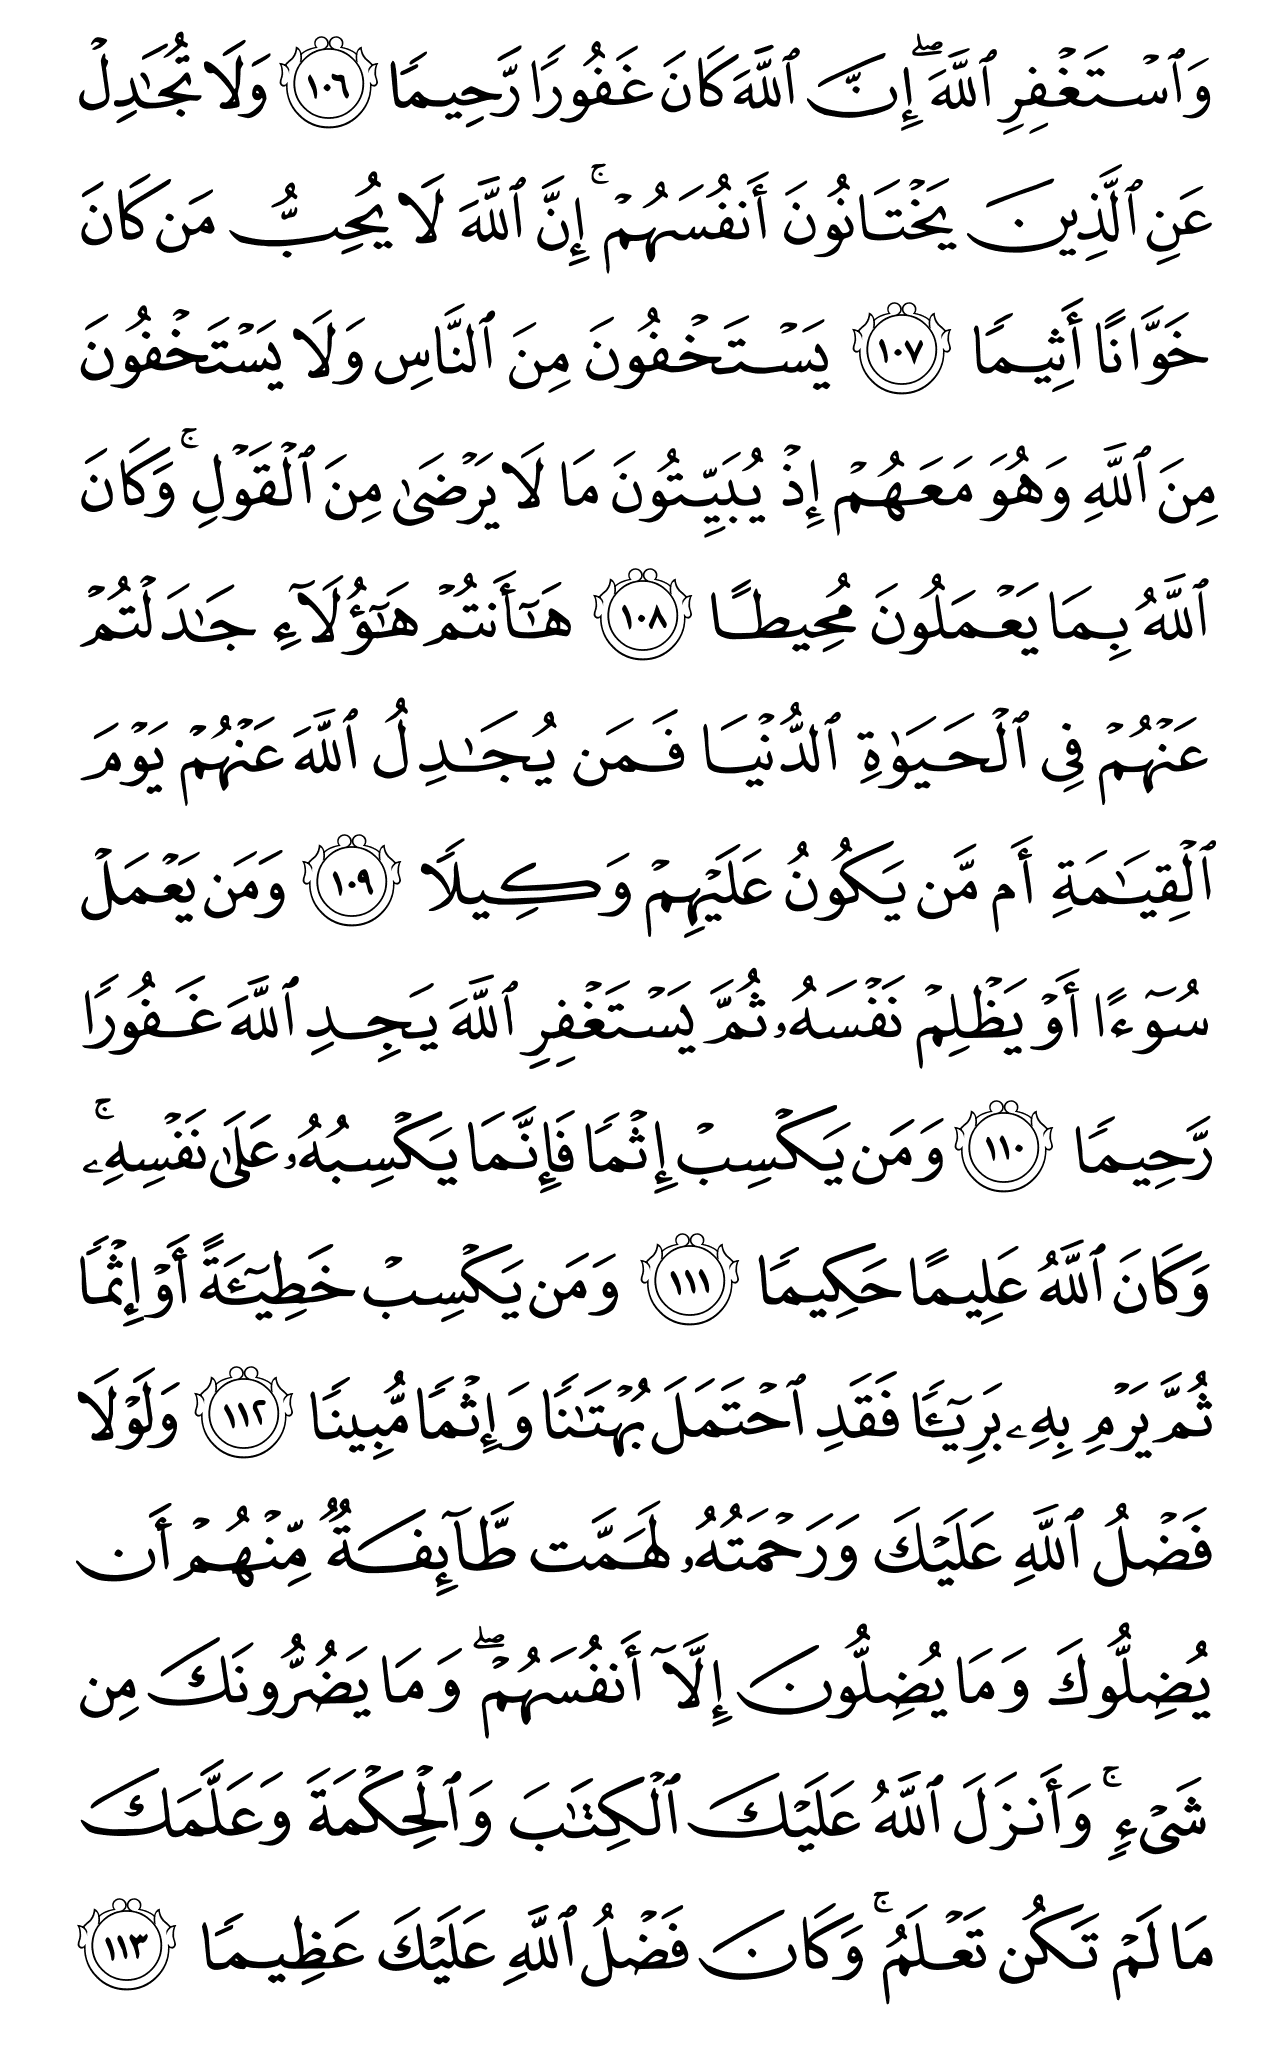 وَٱسۡتَغۡفِرِ ٱللَّهَۖ إِنَّ ٱللَّهَ كَانَ غَفُورٗا رَّحِيمٗا ١٠٦ وَلَا تُجَٰدِلۡ
عَنِ ٱلَّذِينَ يَخۡتَانُونَ أَنفُسَهُمۡۚ إِنَّ ٱللَّهَ لَا يُحِبُّ مَن كَانَ
خَوَّانًا أَثِيمٗا ١٠٧ يَسۡتَخۡفُونَ مِنَ ٱلنَّاسِ وَلَا يَسۡتَخۡفُونَ
مِنَ ٱللَّهِ وَهُوَ مَعَهُمۡ إِذۡ يُبَيِّتُونَ مَا لَا يَرۡضَىٰ مِنَ ٱلۡقَوۡلِۚ وَكَانَ
ٱللَّهُ بِمَا يَعۡمَلُونَ مُحِيطًا ١٠٨ هَٰٓأَنتُمۡ هَٰٓؤُلَآءِ جَٰدَلۡتُمۡ
عَنۡهُمۡ فِي ٱلۡحَيَوٰةِ ٱلدُّنۡيَا فَمَن يُجَٰدِلُ ٱللَّهَ عَنۡهُمۡ يَوۡمَ
ٱلۡقِيَٰمَةِ أَم مَّن يَكُونُ عَلَيۡهِمۡ وَكِيلٗا ١٠٩ وَمَن يَعۡمَلۡ
سُوٓءًا أَوۡ يَظۡلِمۡ نَفۡسَهُۥ ثُمَّ يَسۡتَغۡفِرِ ٱللَّهَ يَجِدِ ٱللَّهَ غَفُورٗا
رَّحِيمٗا ١١٠ وَمَن يَكۡسِبۡ إِثۡمٗا فَإِنَّمَا يَكۡسِبُهُۥ عَلَىٰ نَفۡسِهِۦۚ
وَكَانَ ٱللَّهُ عَلِيمًا حَكِيمٗا ١١١ وَمَن يَكۡسِبۡ خَطِيٓـَٔةً أَوۡ إِثۡمٗا
ثُمَّ يَرۡمِ بِهِۦ بَرِيٓـٔٗا فَقَدِ ٱحۡتَمَلَ بُهۡتَٰنٗا وَإِثۡمٗا مُّبِينٗا ١١٢ وَلَوۡلَا
فَضۡلُ ٱللَّهِ عَلَيۡكَ وَرَحۡمَتُهُۥ لَهَمَّت طَّآئِفَةٞ مِّنۡهُمۡ أَن
يُضِلُّوكَ وَمَا يُضِلُّونَ إِلَّآ أَنفُسَهُمۡۖ وَمَا يَضُرُّونَكَ مِن
شَيۡءٖۚ وَأَنزَلَ ٱللَّهُ عَلَيۡكَ ٱلۡكِتَٰبَ وَٱلۡحِكۡمَةَ وَعَلَّمَكَ
مَا لَمۡ تَكُن تَعۡلَمُۚ وَكَانَ فَضۡلُ ٱللَّهِ عَلَيۡكَ عَظِيمٗا ١١٣